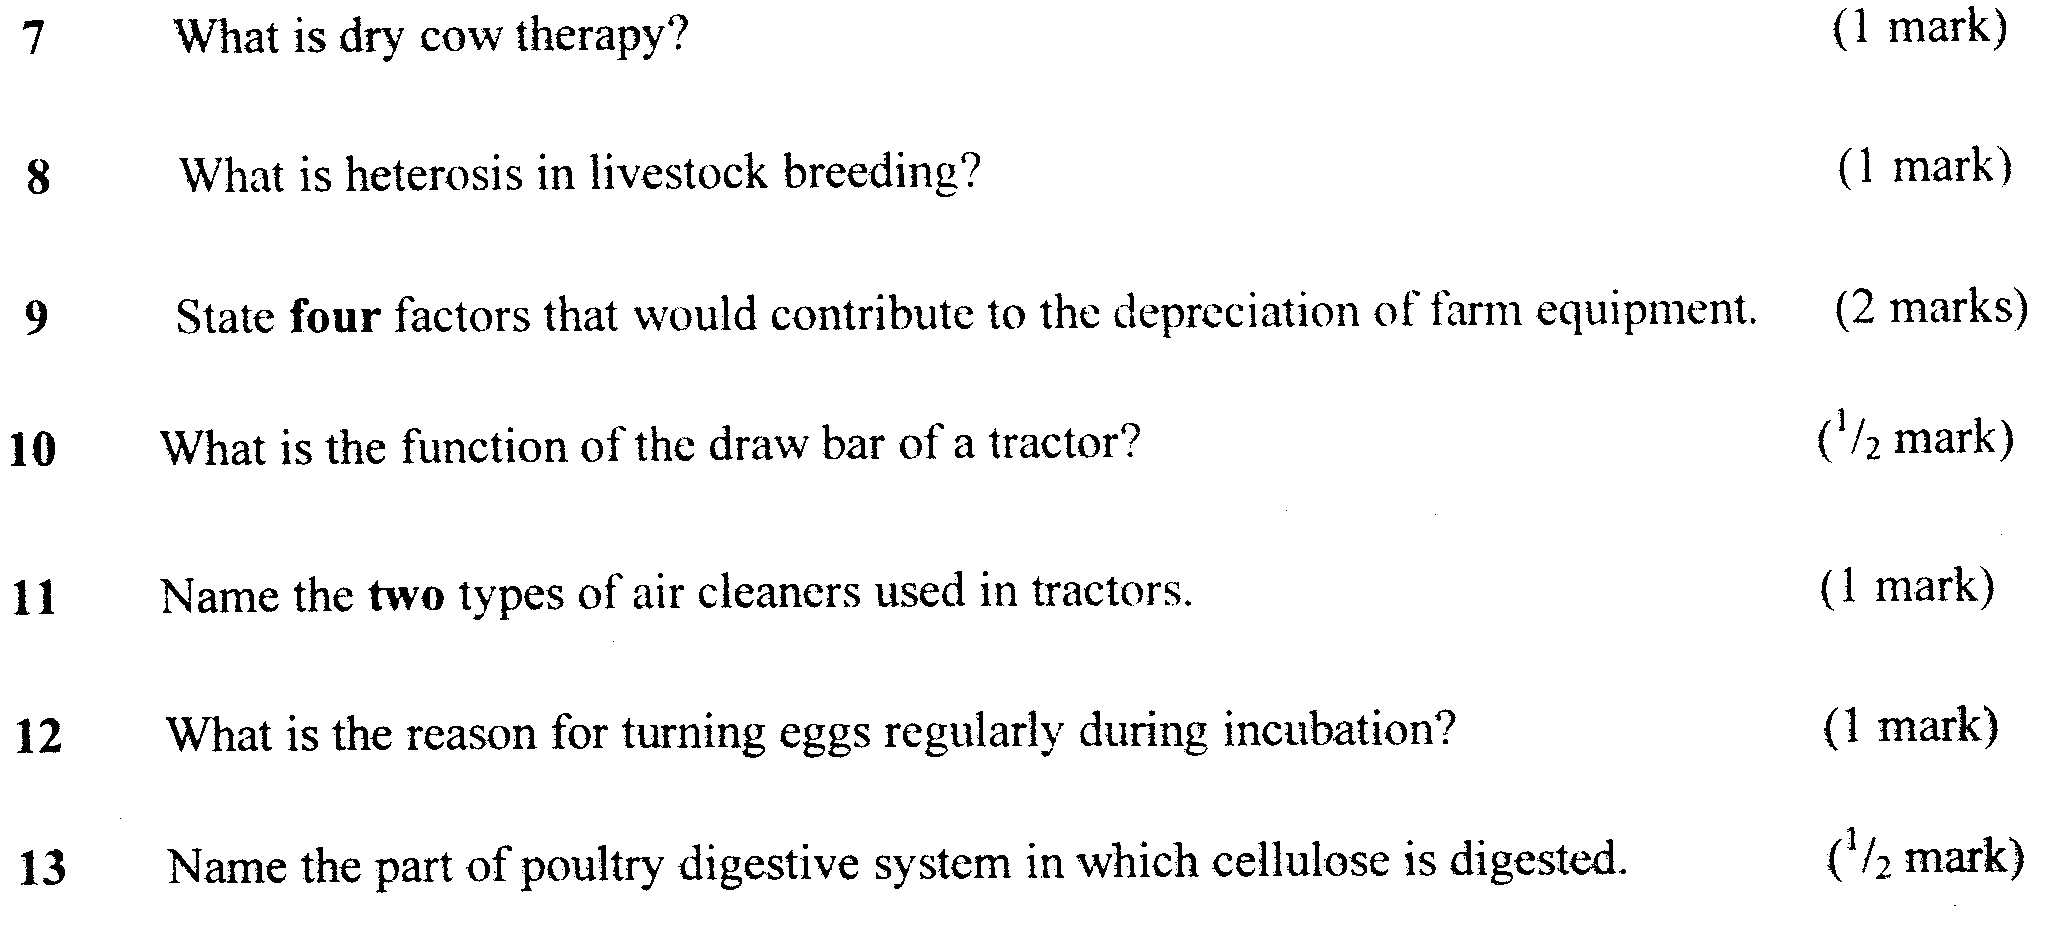 7 What is dry cow therapy? (1 mark)
8 What is heterosis in livestock breeding? (1 mark)
9 State four factors that would contribute to the depreciation of farm equipment. (2 marks)
10 What is the function of the draw bar of a tractor? (1/2 mark)
11 Name the two types of air cleaners used in tractors. (1 mark)
12 What is the reason for turning eggs regularly during incubation? (1 mark)
13 Name the part of poultry digestive system in which cellulose is digested. (1/2 mark)